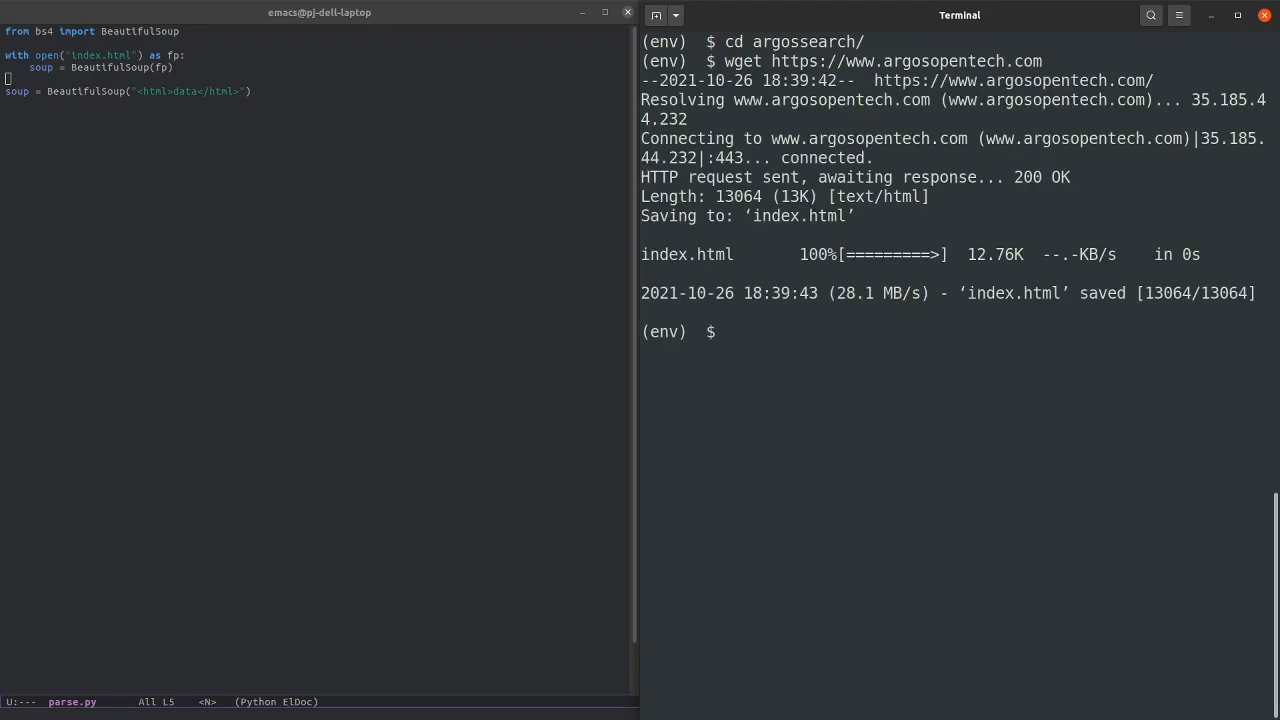 emacs@pj-dell-laptop
from bs4 import BeautifulSoup
with open("index.html") as fp:
    soup = BeautifulSoup(fp)
soup = BeautifulSoup("<html>data</html>")
U:---  parse.py       All L5    <N>   (Python ElDoc)
Terminal
(env)  $ cd argossearch/
(env)  $ wget https://www.argosopentech.com
--2021-10-26 18:39:42--  https://www.argosopentech.com/
Resolving www.argosopentech.com (www.argosopentech.com)... 35.185.4
4.232
Connecting to www.argosopentech.com (www.argosopentech.com)|35.185.
44.232|:443... connected.
HTTP request sent, awaiting response... 200 OK
Length: 13064 (13K) [text/html]
Saving to: ‘index.html’
index.html       100%[=========>]  12.76K  --.-KB/s    in 0s
2021-10-26 18:39:43 (28.1 MB/s) - ‘index.html’ saved [13064/13064]
(env)  $